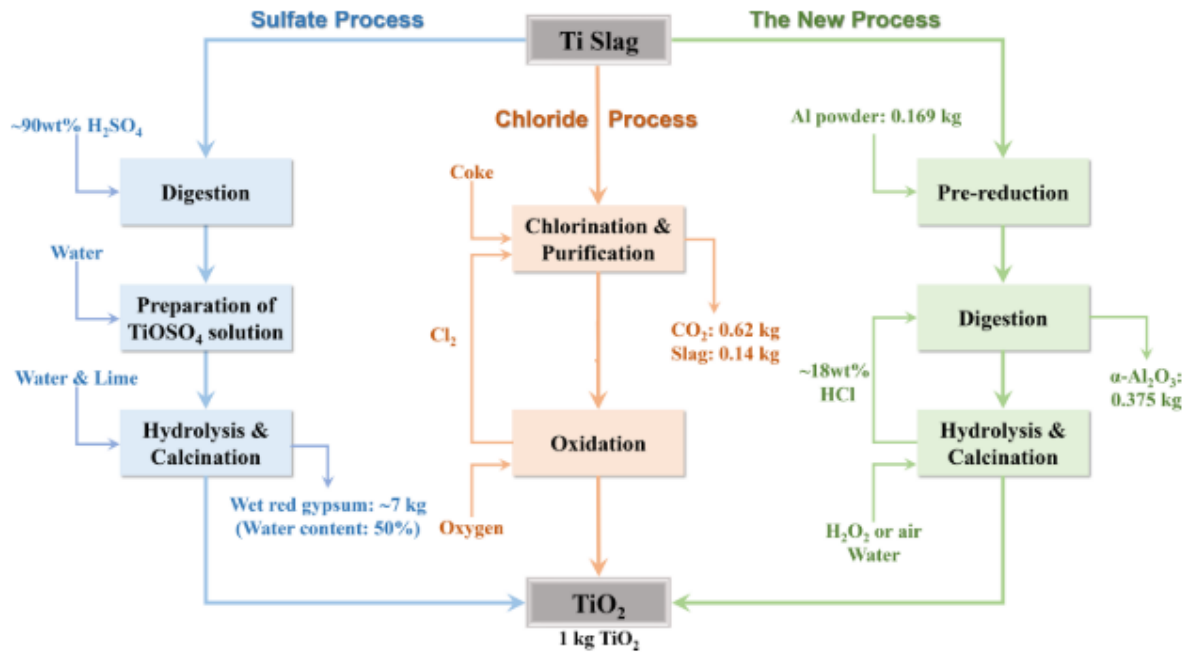 Sulfate Process
Ti Slag
The New Process
~90wt% H₂SO₄
Digestion
Water
Preparation of
TiOSO₄ solution
Water & Lime
Hydrolysis &
Calcination
Wet red gypsum: ~7 kg
(Water content: 50%)
Chloride Process
Coke
Chlorination &
Purification
Cl₂
CO₂: 0.62 kg
Slag: 0.14 kg
Oxidation
Oxygen
Al powder: 0.169 kg
Pre-reduction
Digestion
~18wt%
HCl
α-Al₂O₃:
0.375 kg
Hydrolysis &
Calcination
H₂O₂ or air
Water
TiO₂
1 kg TiO₂